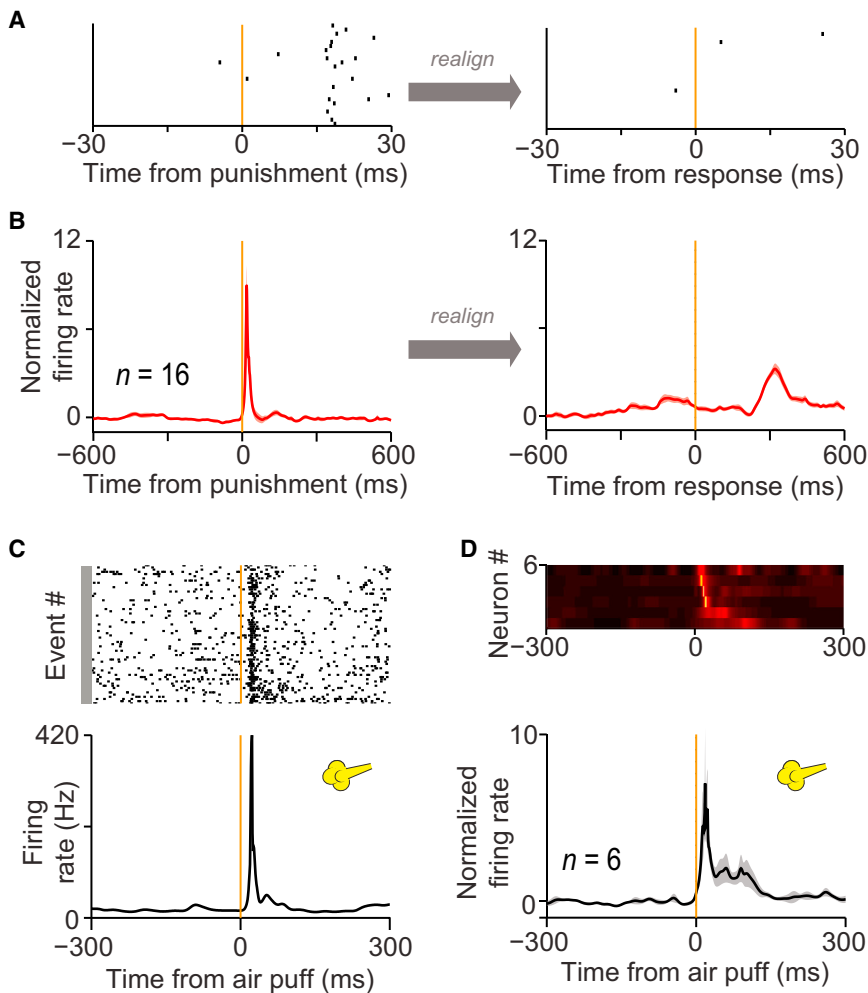 A
realign
−30 0 30 −30 0 30
Time from punishment (ms) Time from response (ms)
B
Normalized
firing rate
12
0
n = 16
−600 0 600
Time from punishment (ms)
realign
12
0
−600 0 600
Time from response (ms)
C
Event #
420
0
Firing
rate (Hz)
−300 0 300
Time from air puff (ms)
D
Neuron #
6
−300 0 300
10
0
Normalized
firing rate
n = 6
−300 0 300
Time from air puff (ms)